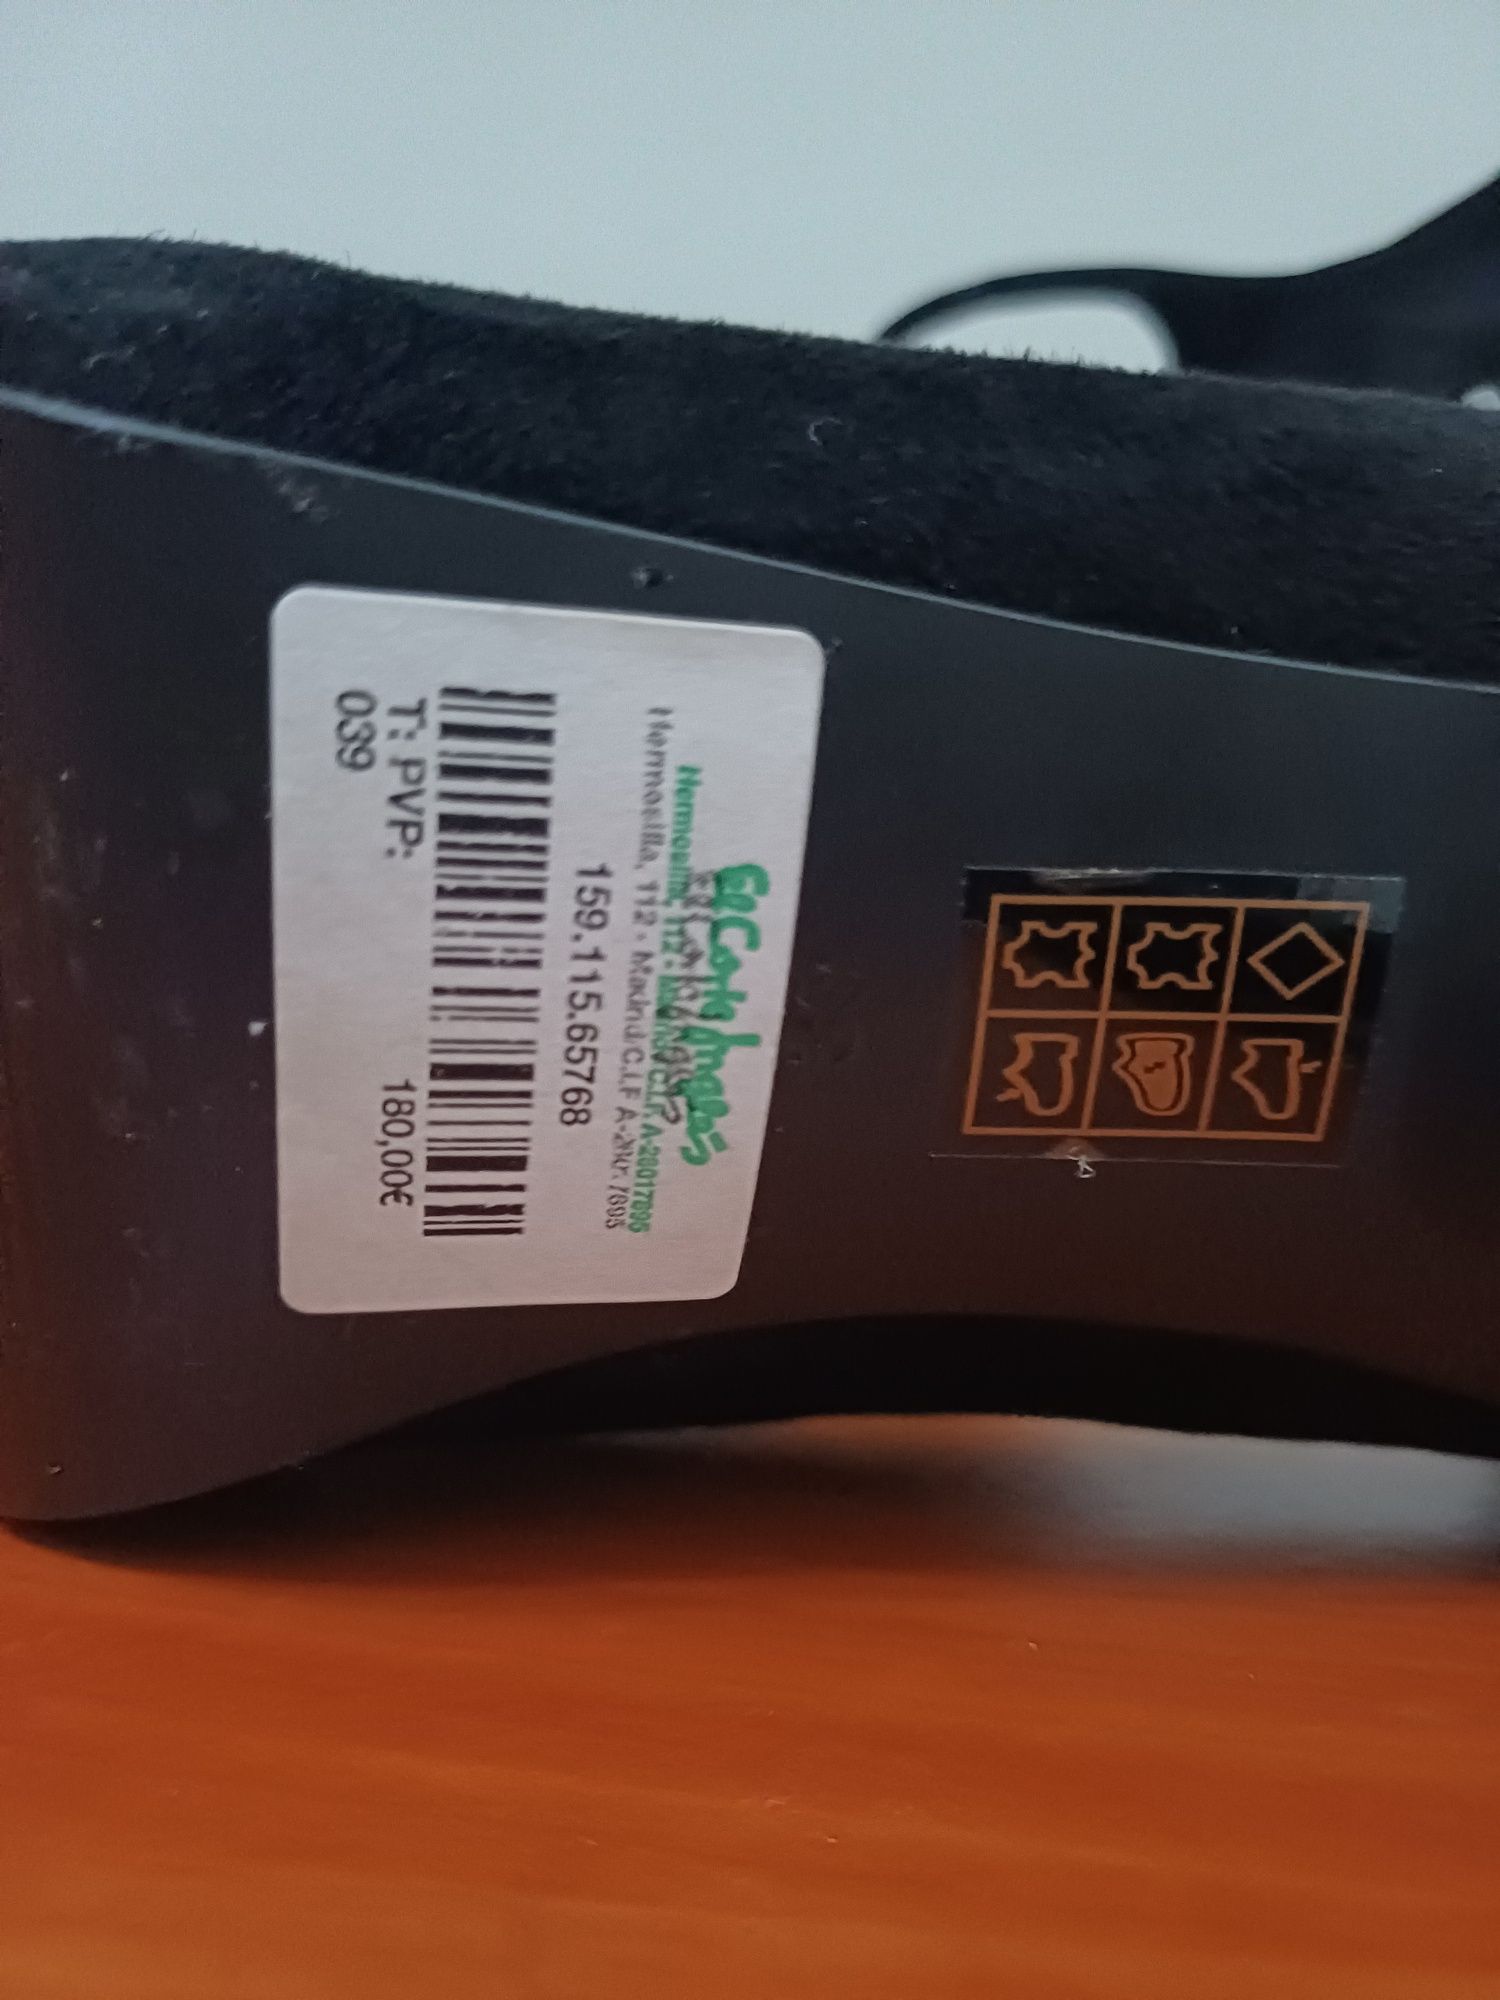 El Corte Inglés
Hermosilla, 112 - Madrid C.I.F A-28017895
159.115.65768
T: PVP: 180,00€
039